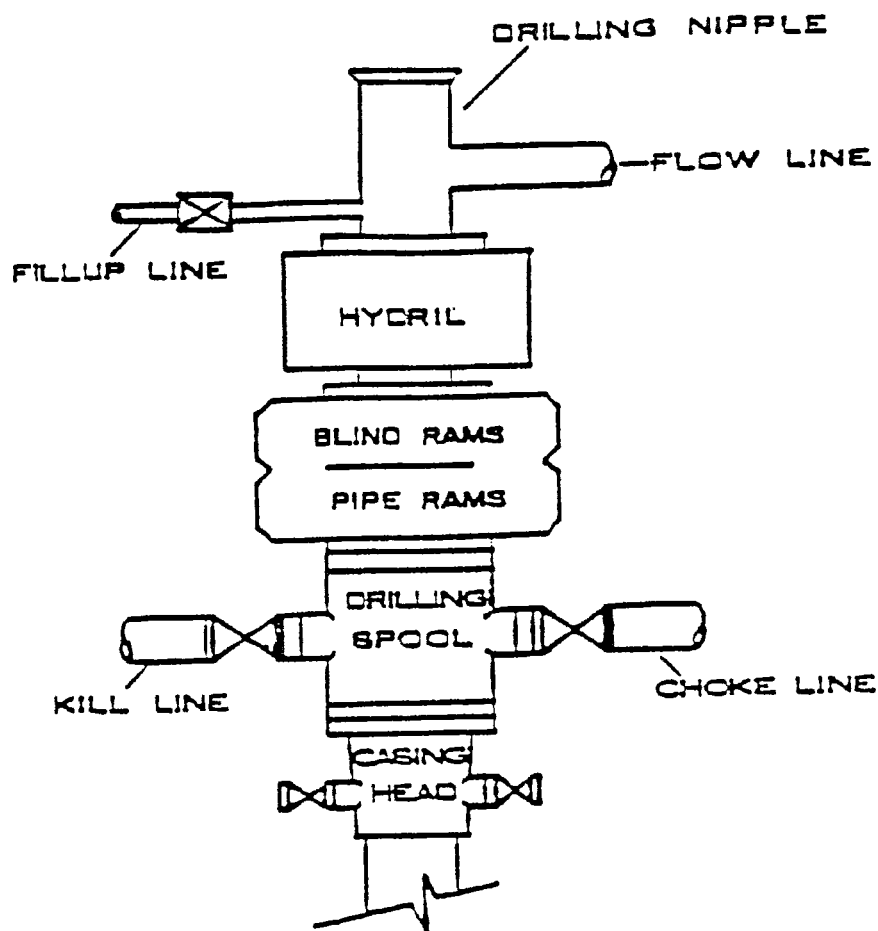 DRILLING NIPPLE
FLOW LINE
FILLUP LINE
HYDRIL
BLIND RAMS
PIPE RAMS
DRILLING
SPOOL
KILL LINE
CHOKE LINE
CASING
HEAD